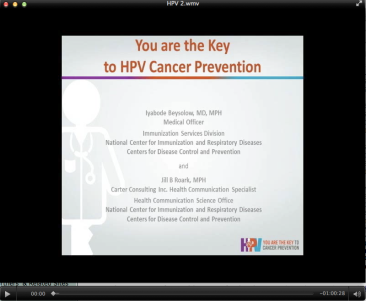 HPV 2.wmv
You are the Key
to HPV Cancer Prevention
Iyabode Beysolow, MD, MPH
Medical Officer
Immunization Services Division
National Center for Immunization and Respiratory Diseases
Centers for Disease Control and Prevention
and
Jill B Roark, MPH
Carter Consulting Inc. Health Communication Specialist
Health Communication Science Office
National Center for Immunization and Respiratory Diseases
Centers for Disease Control and Prevention
HPV YOU ARE THE KEY TO
CANCER PREVENTION
00:00
-01:00:28